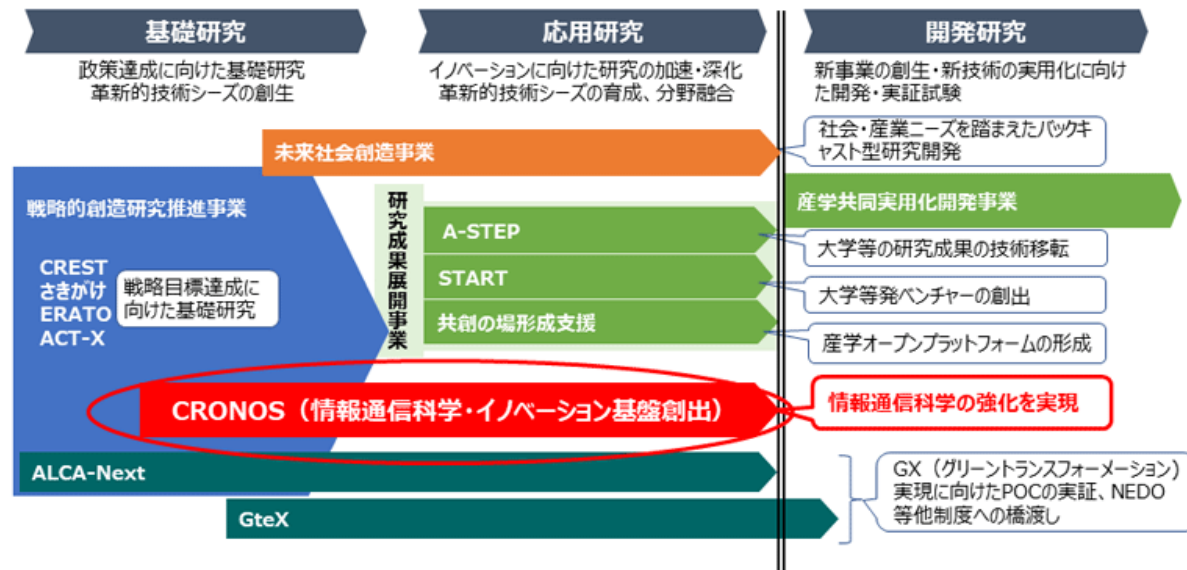 基礎研究
応用研究
開発研究
政策達成に向けた基礎研究
革新的技術シーズの創生
イノベーションに向けた研究の加速・深化
革新的技術シーズの育成、分野融合
新事業の創生・新技術の実用化に向け
た開発・実証試験
未来社会創造事業
社会・産業ニーズを踏まえたバックキ
ャスト型研究開発
戦略的創造研究推進事業
CREST
さきがけ
ERATO
ACT-X
戦略目標達成に
向けた基礎研究
研究成果展開事業
産学共同実用化開発事業
A-STEP
大学等の研究成果の技術移転
START
大学等発ベンチャーの創出
共創の場形成支援
産学オープンプラットフォームの形成
CRONOS（情報通信科学・イノベーション基盤創出）
情報通信科学の強化を実現
ALCA-Next
GteX
GX（グリーントランスフォーメーション）
実現に向けたPOCの実証、NEDO
等他制度への橋渡し